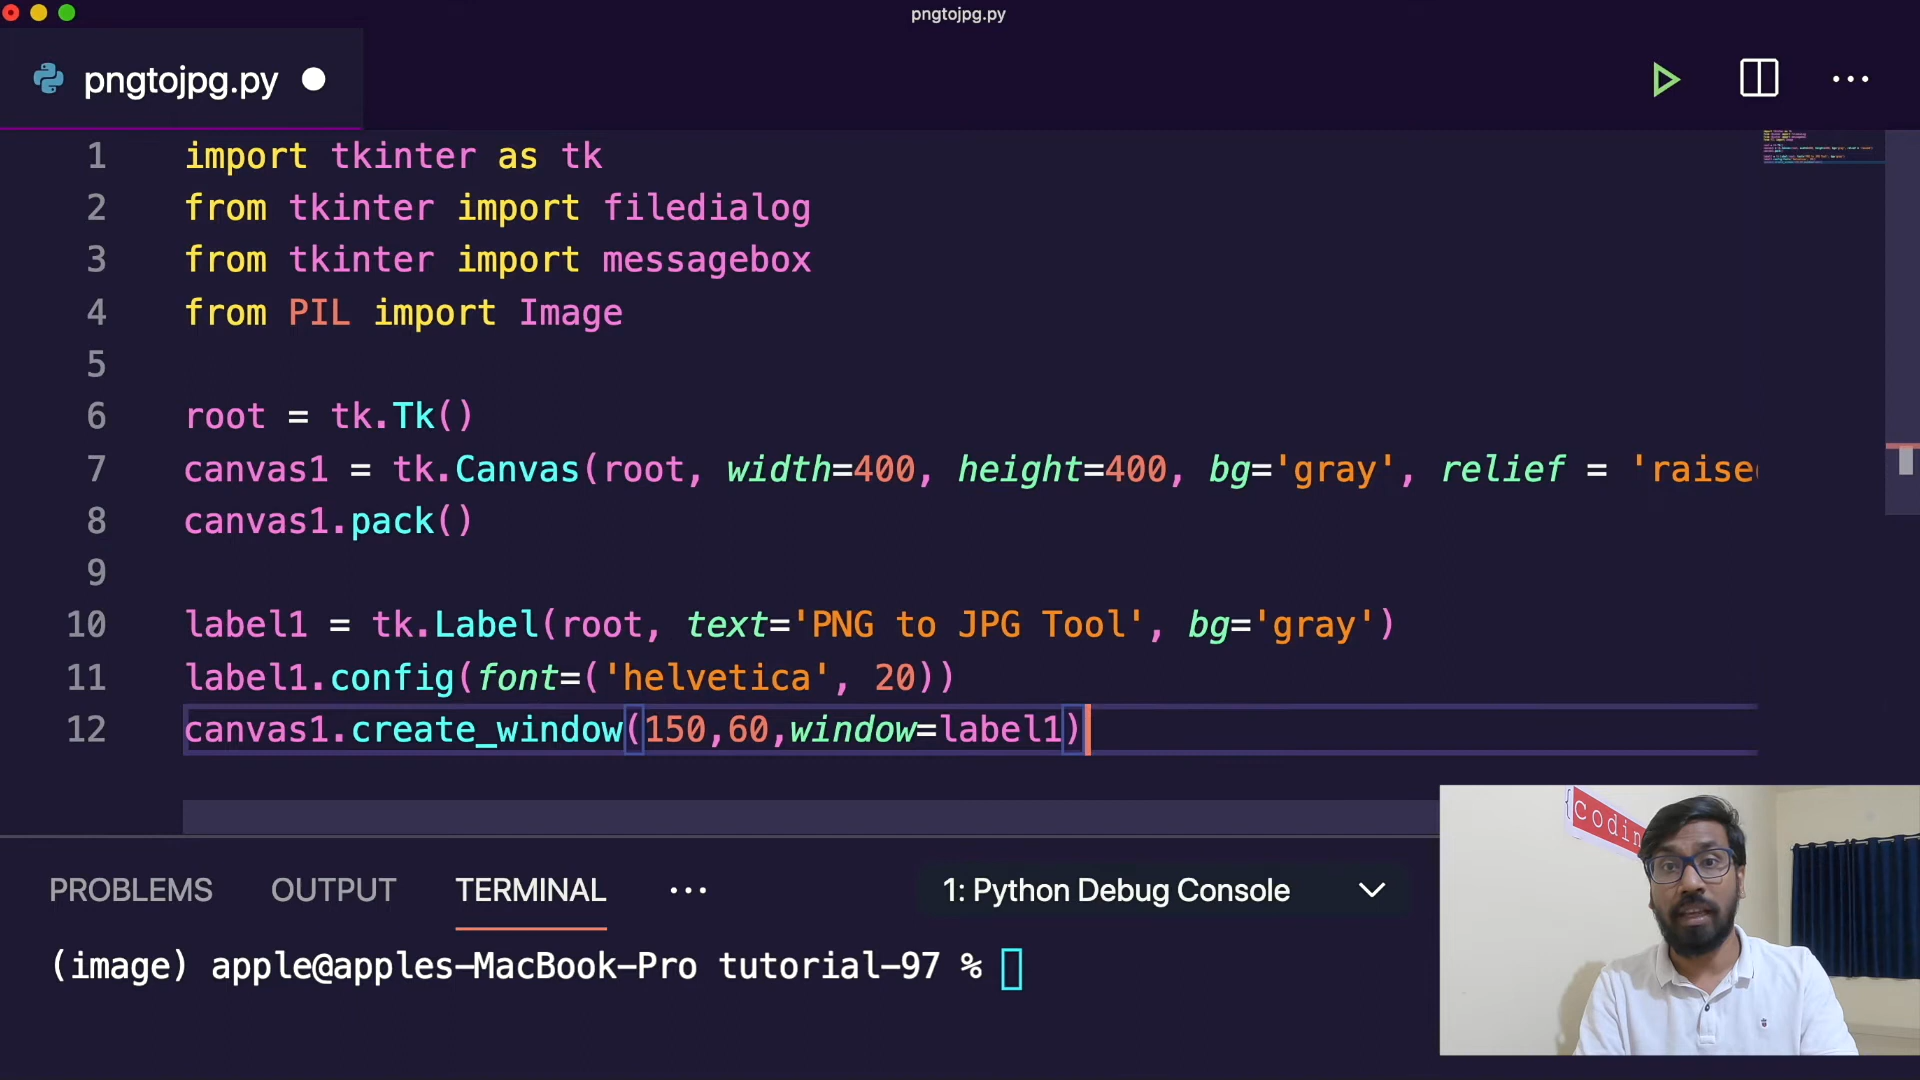 pngtojpg.py
pngtojpg.py
1 import tkinter as tk
2 from tkinter import filedialog
3 from tkinter import messagebox
4 from PIL import Image
5
6 root = tk.Tk()
7 canvas1 = tk.Canvas(root, width=400, height=400, bg='gray', relief = 'raise
8 canvas1.pack()
9
10 label1 = tk.Label(root, text='PNG to JPG Tool', bg='gray')
11 label1.config(font=('helvetica', 20))
12 canvas1.create_window(150,60,window=label1)
{Codin
PROBLEMS OUTPUT TERMINAL ··· 1: Python Debug Console
(image) apple@apples-MacBook-Pro tutorial-97 %